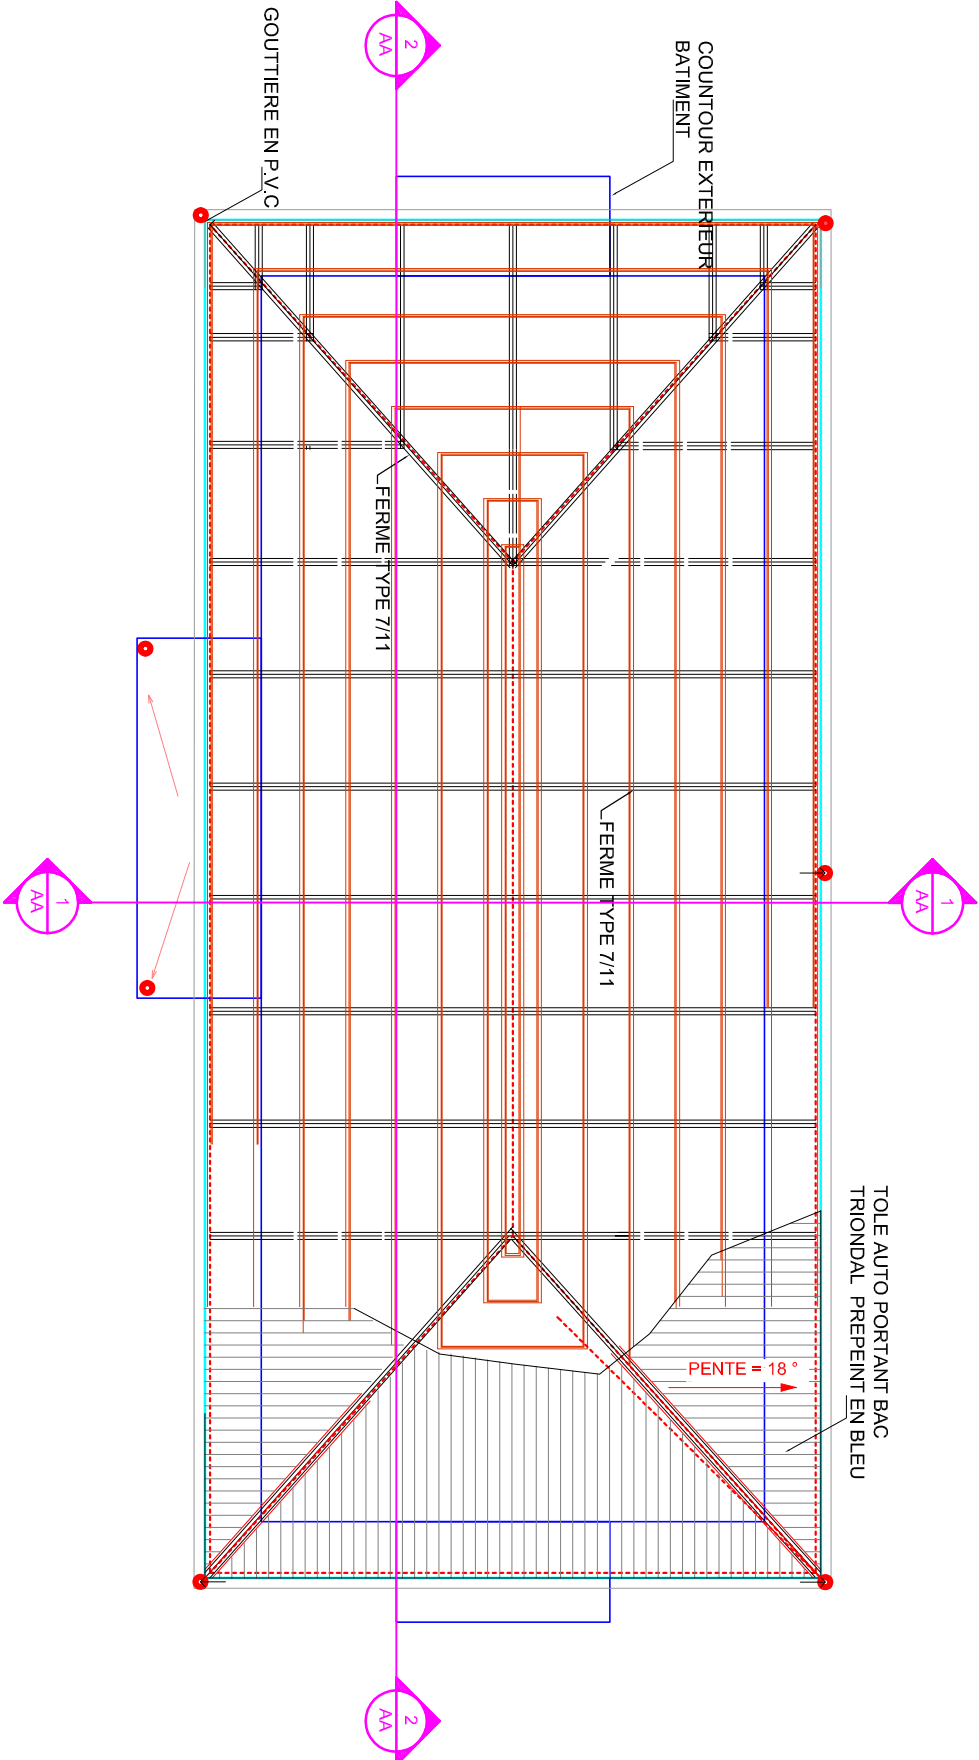 GOUTTIERE EN P.V.C
2
AA
COUNTOUR EXTERIEUR
BATIMENT
FERME TYPE 7/11
FERME TYPE 7/11
1
AA
1
AA
TOLE AUTO PORTANT BAC
TRIONDAL PREPEINT EN BLEU
PENTE = 18 °
2
AA